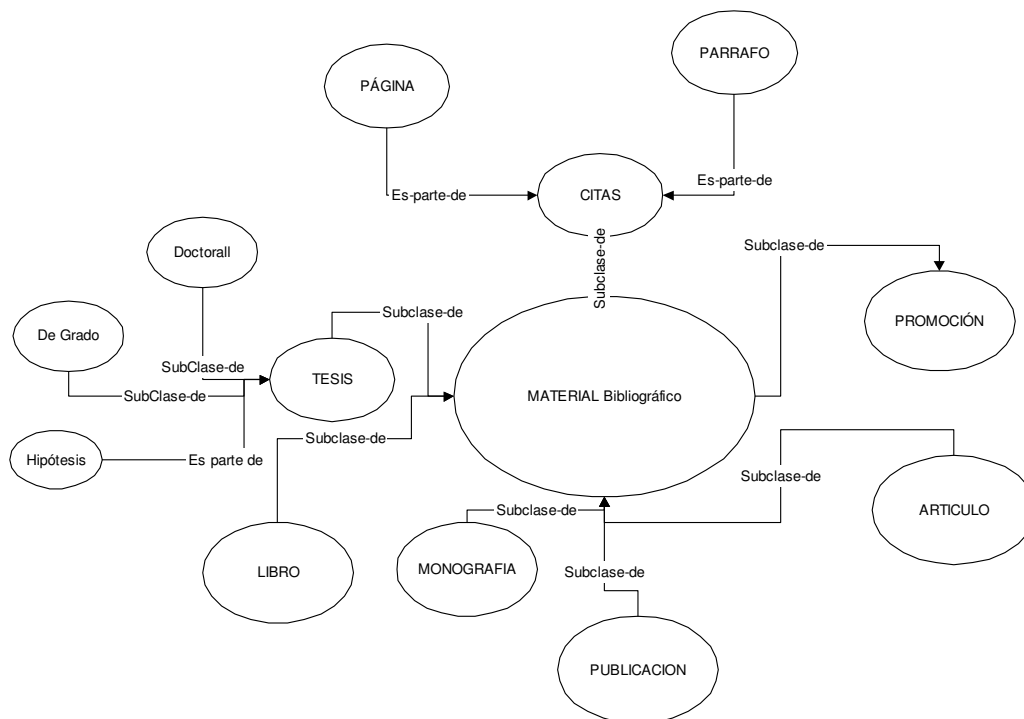 PARRAFO
PÁGINA
Es-parte-de
Es-parte-de
CITAS
Subclase-de
Doctorall
Subclase-de
PROMOCIÓN
De Grado
Subclase-de
SubClase-de
TESIS
MATERIAL Bibliográfico
SubClase-de
Subclase-de
Hipótesis
Es parte de
Subclase-de
Subclase-de
ARTICULO
LIBRO
MONOGRAFIA
Subclase-de
PUBLICACION